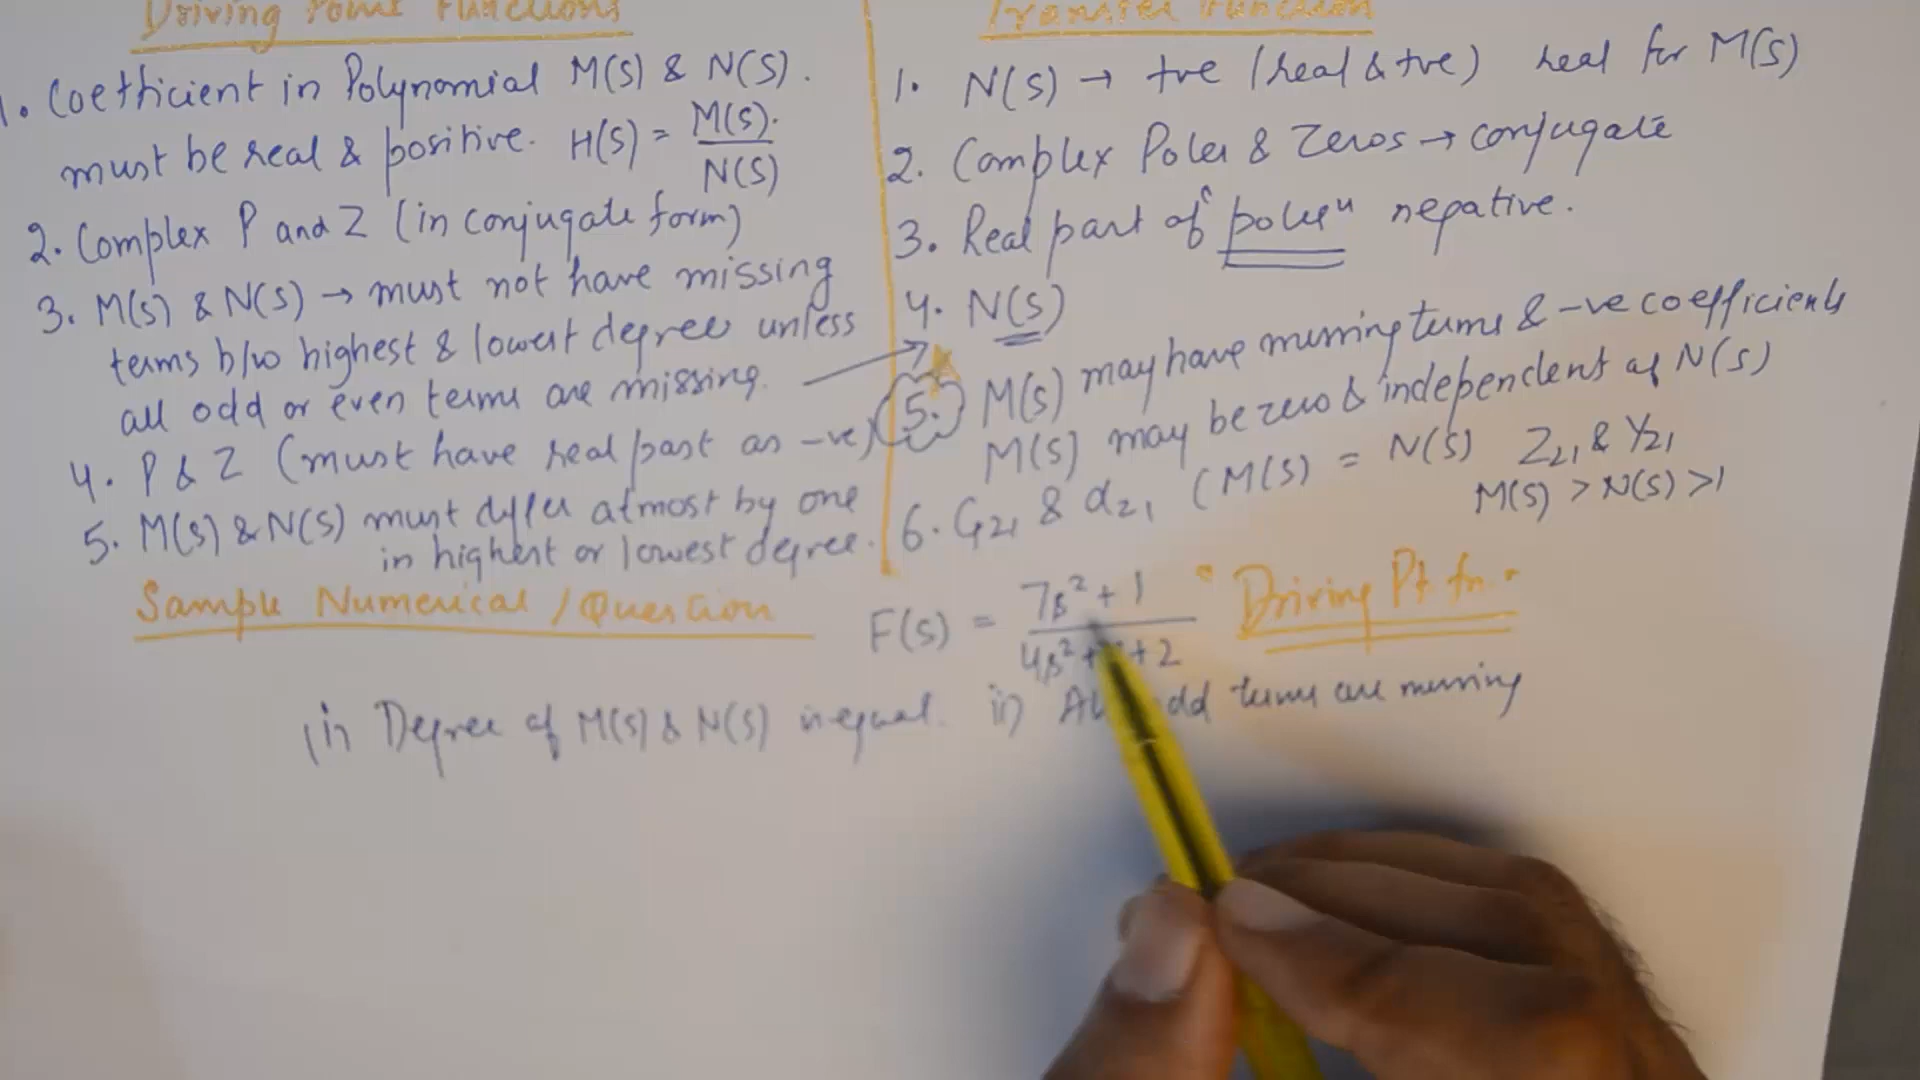 Driving Point Functions
1. Coefficient in Polynomial M(S) & N(S).
must be real & positive. H(S) = M(S).
N(S)
2. Complex P and Z (in conjugate form)
3. M(S) & N(S) → must not have missing
terms b/w highest & lowest degree unless
all odd or even terms are missing.
4. P & Z (must have real part as -ve)
5. M(S) & N(S) must differ atmost by one
in highest or lowest degree.
Transfer Function
1. N(S) → +ve (real & +ve) real for M(S)
2. Complex Poles & Zeros → conjugate
3. Real part of "poles" negative.
4. N(S)
5. M(S) may have missing terms & -ve coefficients
M(S) may be zero & independent of N(S)
6. G21 & α21 (M(S) = N(S) Z21 & Y21
M(S) > N(S) >1
Sample Numerical / Question
F(S) = 7s² + 1
4s² + + 2
Driving Pt fn.
Degree of M(S) & N(S) is equal. odd terms are missing